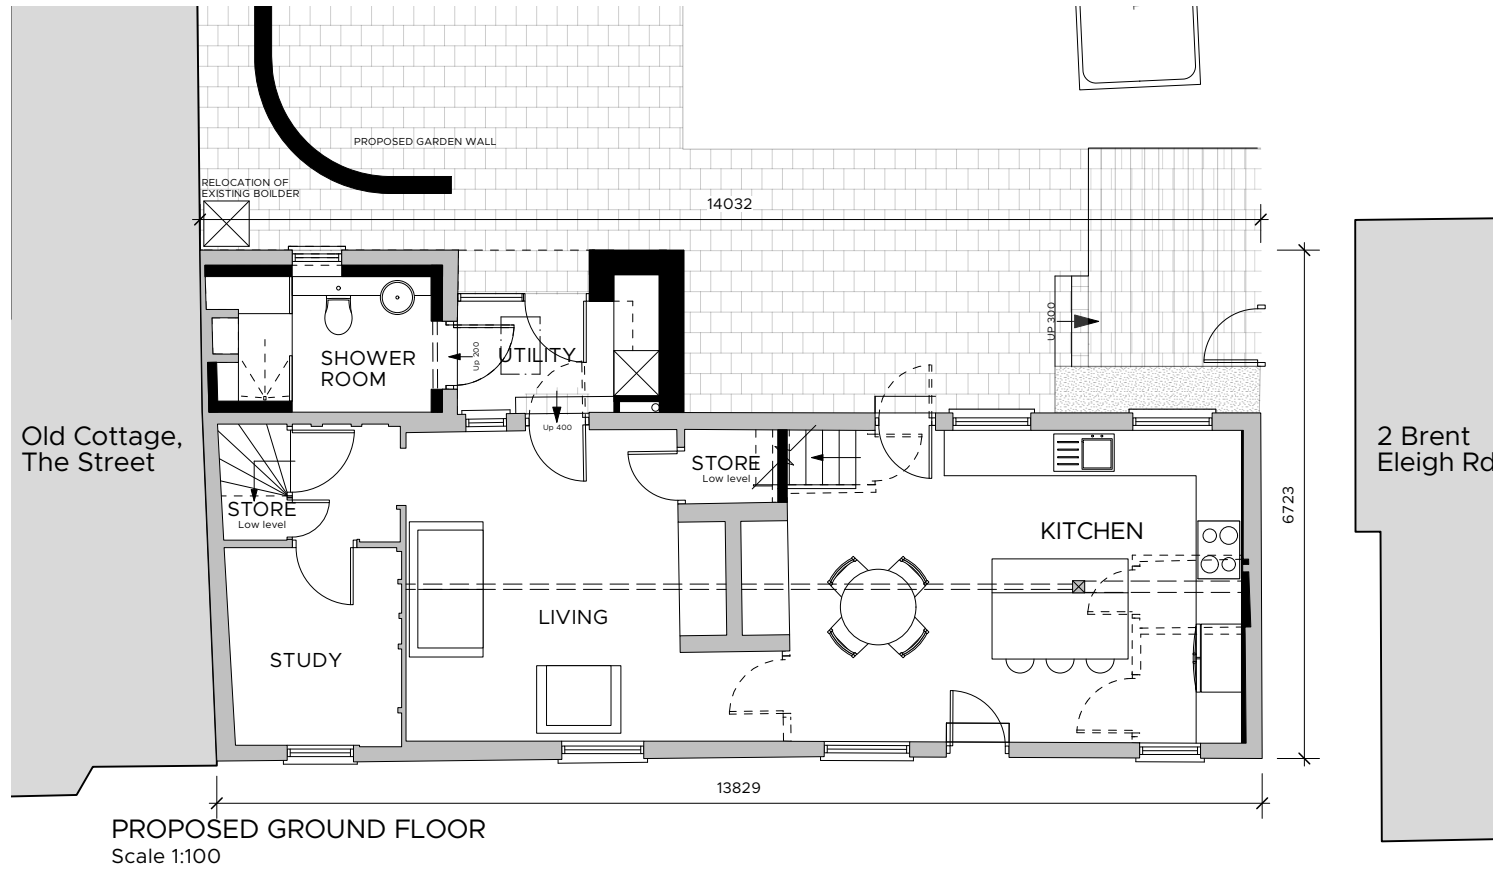 PROPOSED GARDEN WALL
RELOCATION OF
EXISTING BOILDER
14032
UP 300
SHOWER
ROOM
Up 200
UTILITY
Up 400
Old Cottage,
The Street
2 Brent
Eleigh Rd
STORE
Low level
STORE
Low level
6723
KITCHEN
LIVING
STUDY
13829
PROPOSED GROUND FLOOR
Scale 1:100